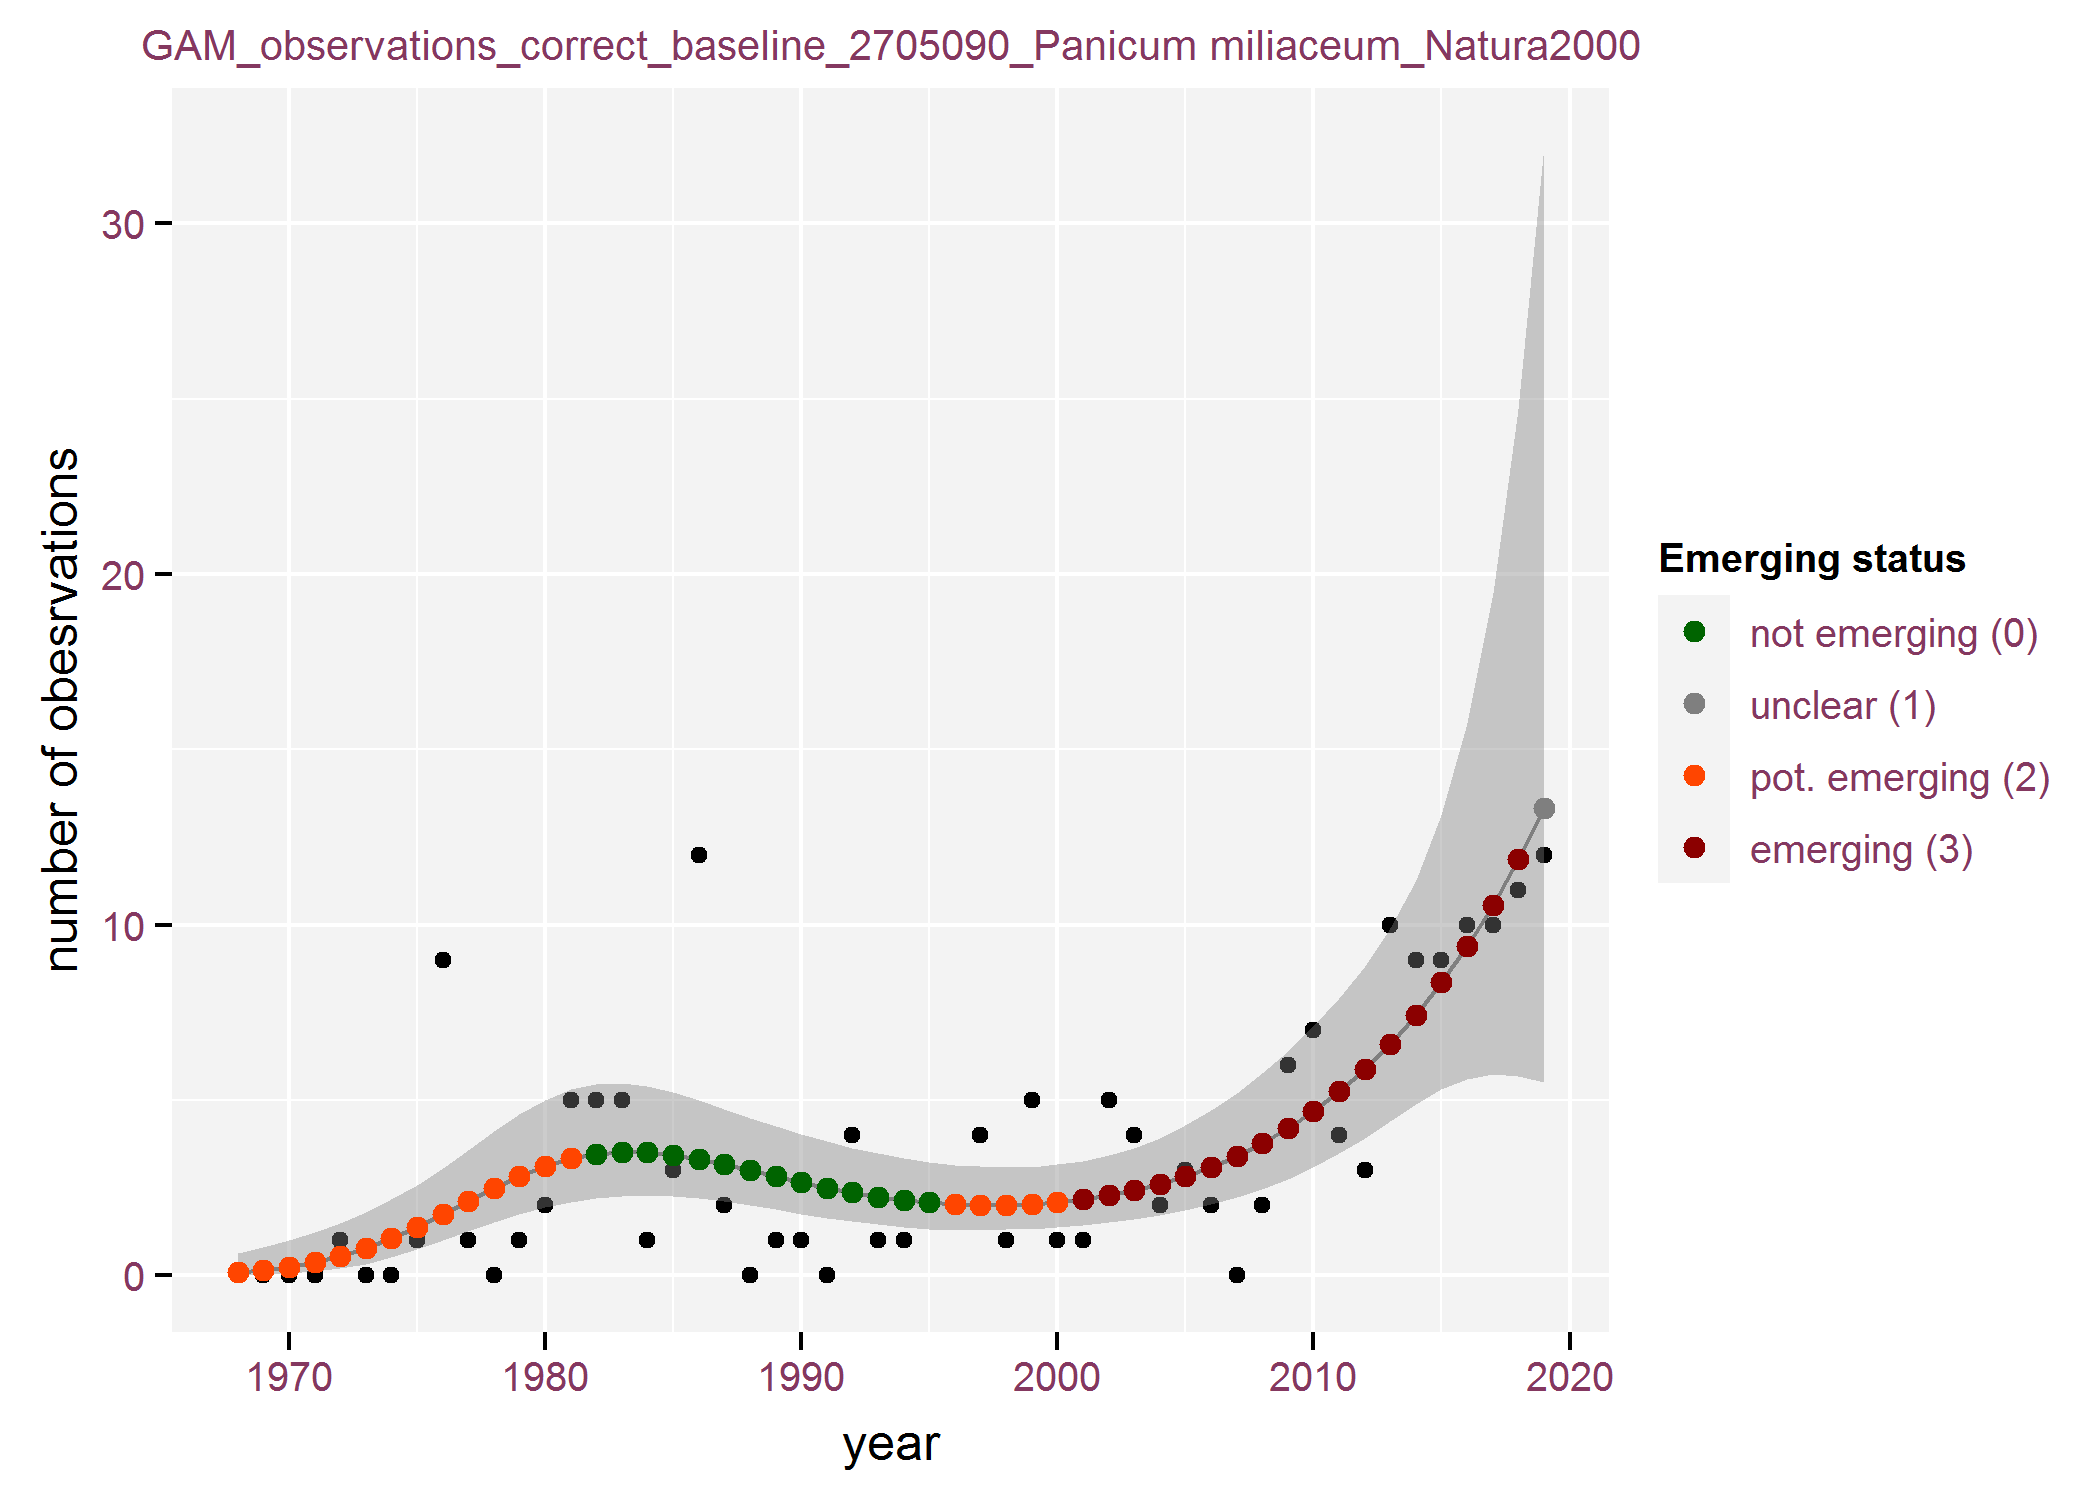 GAM_observations_correct_baseline_2705090_Panicum miliaceum_Natura2000
number of obesrvations
30
20
10
0
1970 1980 1990 2000 2010 2020
year
Emerging status
not emerging (0)
unclear (1)
pot. emerging (2)
emerging (3)